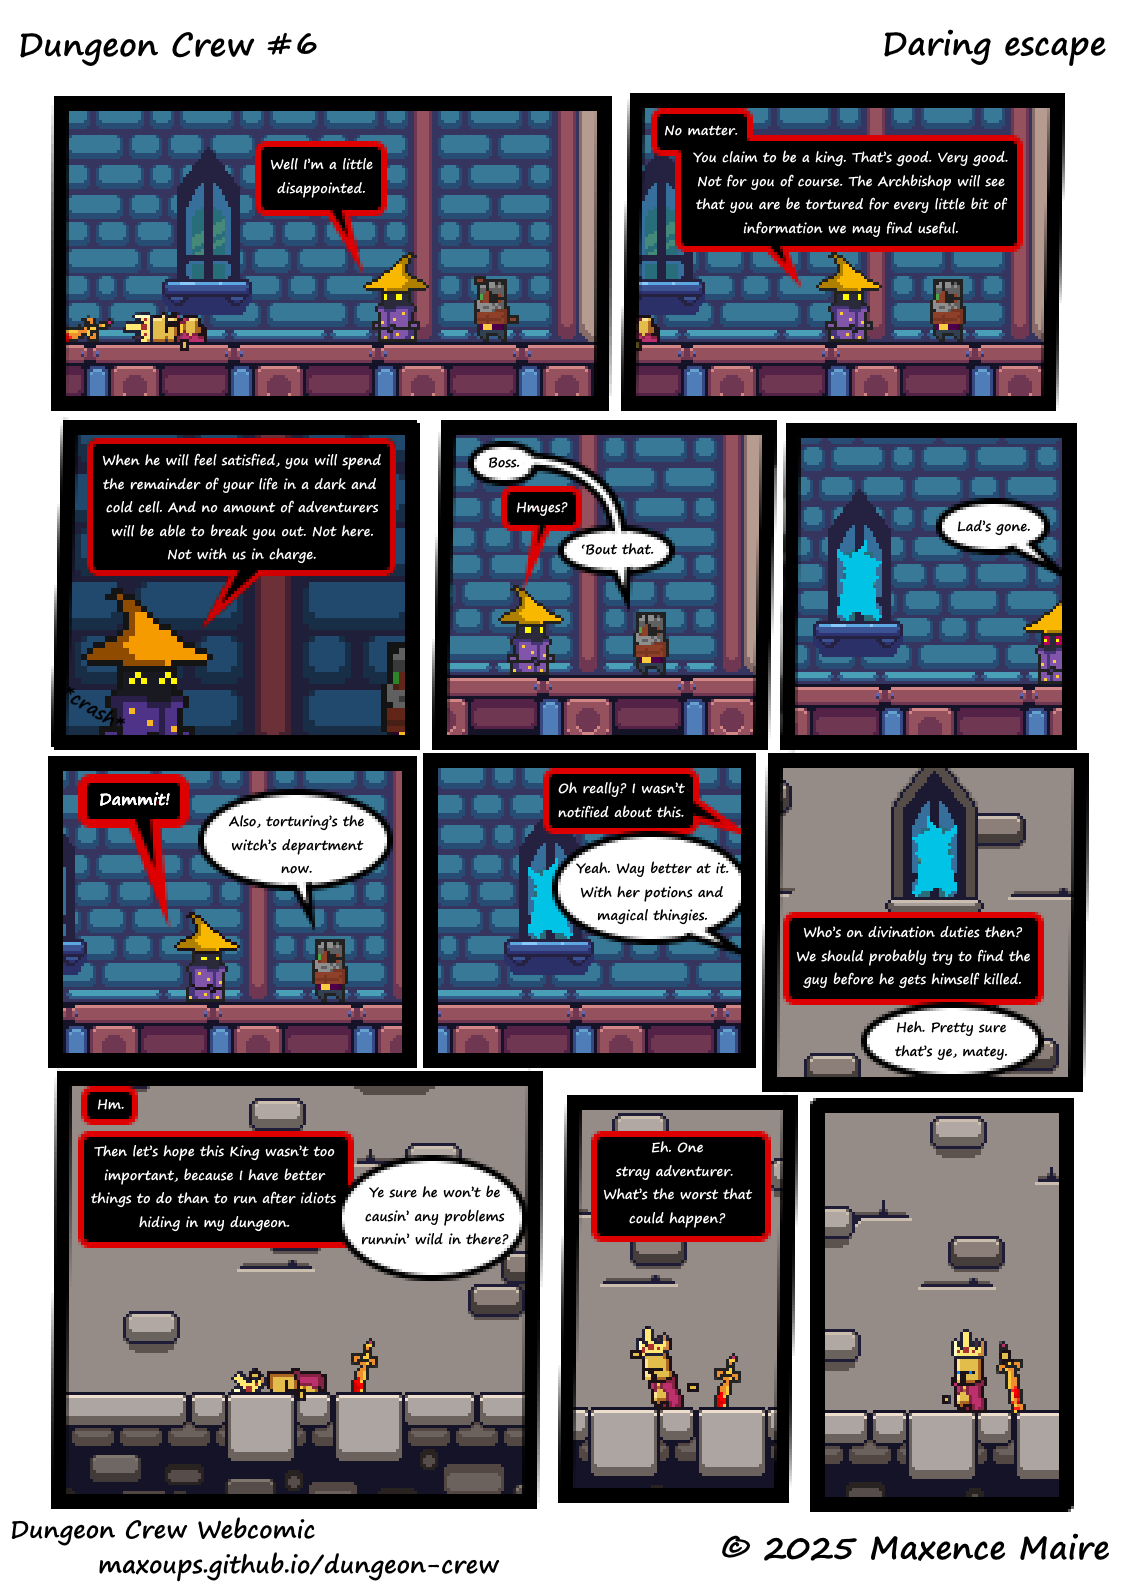 Dungeon Crew #6
Daring escape
Well I'm a little
disappointed.
No matter.
You claim to be a king. That's good. Very good.
Not for you of course. The Archbishop will see
that you are be tortured for every little bit of
information we may find useful.
When he will feel satisfied, you will spend
the remainder of your life in a dark and
cold cell. And no amount of adventurers
will be able to break you out. Not here.
Not with us in charge.
*crash*
Boss.
Hmyes?
'Bout that.
Lad's gone.
Dammit!
Also, torturing's the
witch's department
now.
Oh really? I wasn't
notified about this.
Yeah. Way better at it.
With her potions and
magical thingies.
Who's on divination duties then?
We should probably try to find the
guy before he gets himself killed.
Heh. Pretty sure
that's ye, matey.
Hm.
Then let's hope this King wasn't too
important, because I have better
things to do than to run after idiots
hiding in my dungeon.
Ye sure he won't be
causin' any problems
runnin' wild in there?
Eh. One
stray adventurer.
What's the worst that
could happen?
Dungeon Crew Webcomic
maxoups.github.io/dungeon-crew
© 2025 Maxence Maire